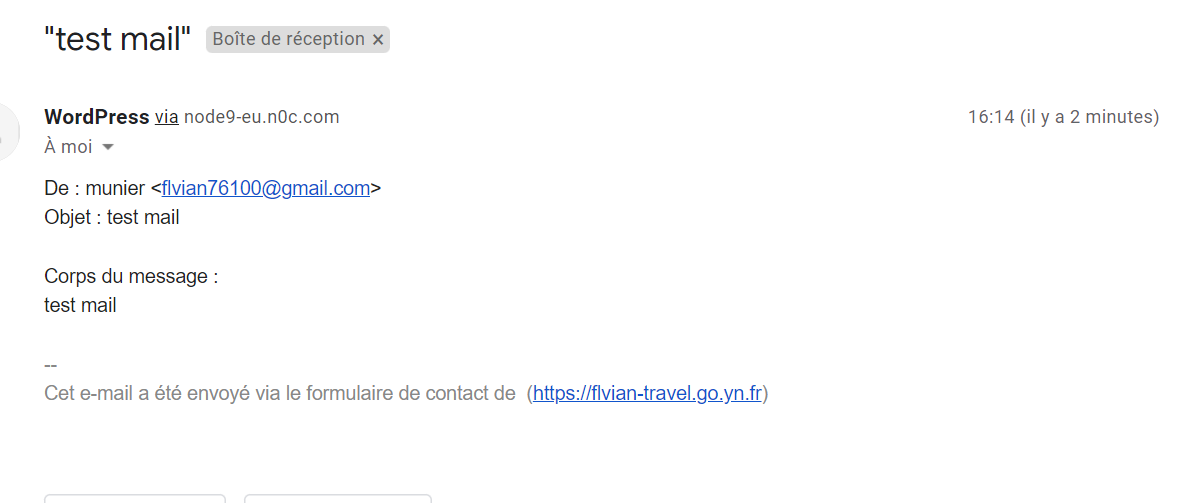 "test mail" Boîte de réception ×
WordPress via node9-eu.n0c.com 16:14 (il y a 2 minutes)
À moi
De : munier <flvian76100@gmail.com>
Objet : test mail
Corps du message :
test mail
--
Cet e-mail a été envoyé via le formulaire de contact de (https://flvian-travel.go.yn.fr)